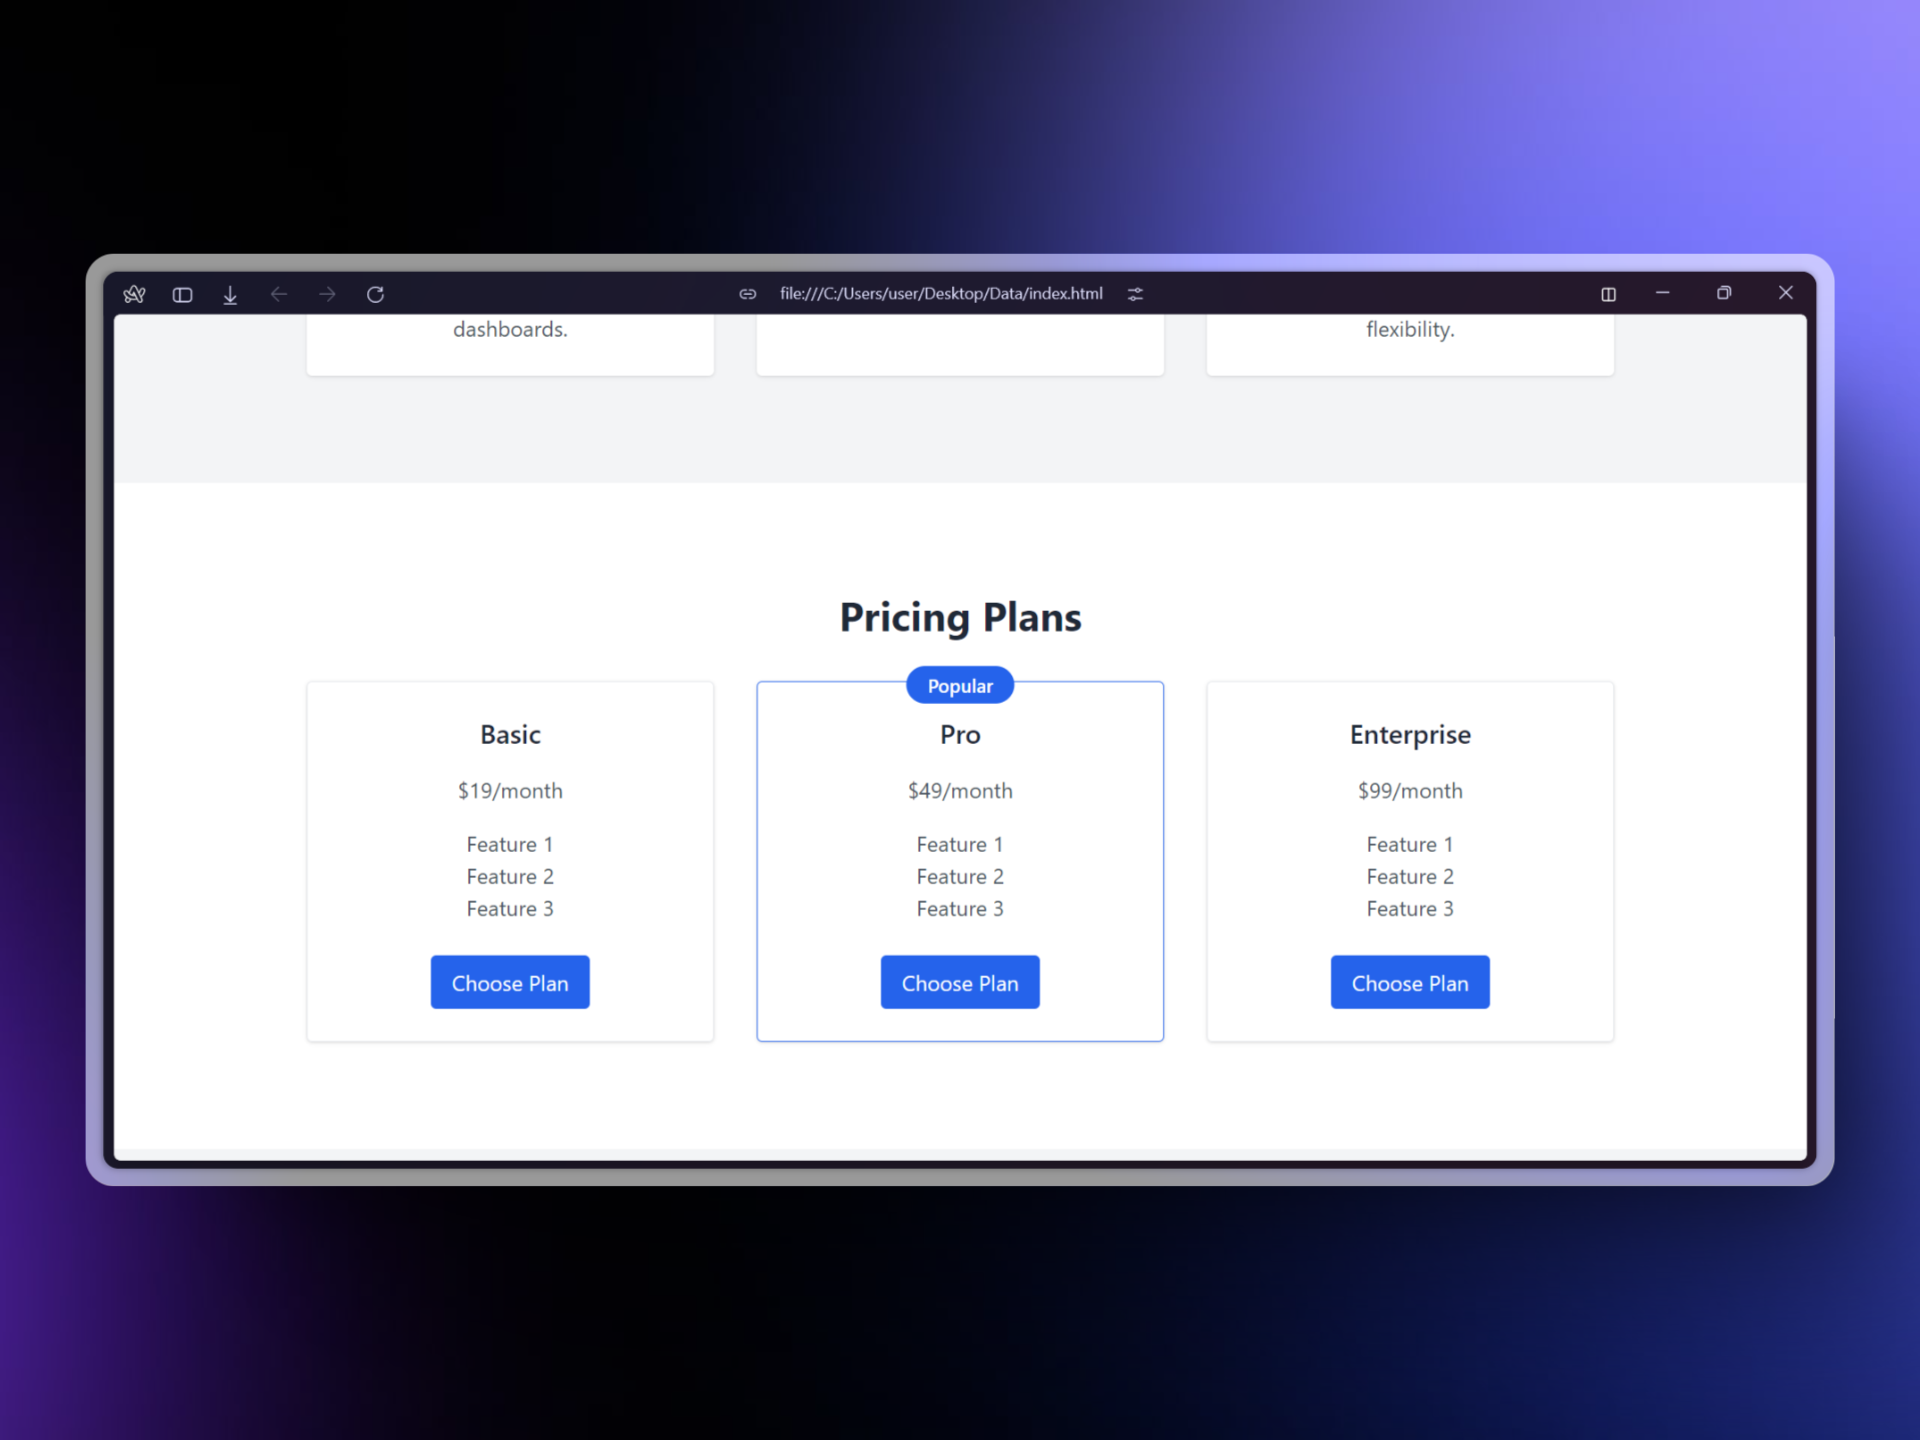 file:///C:/Users/user/Desktop/Data/index.html
dashboards.
flexibility.
Pricing Plans
Popular
Basic
$19/month
Feature 1
Feature 2
Feature 3
Choose Plan
Pro
$49/month
Feature 1
Feature 2
Feature 3
Choose Plan
Enterprise
$99/month
Feature 1
Feature 2
Feature 3
Choose Plan